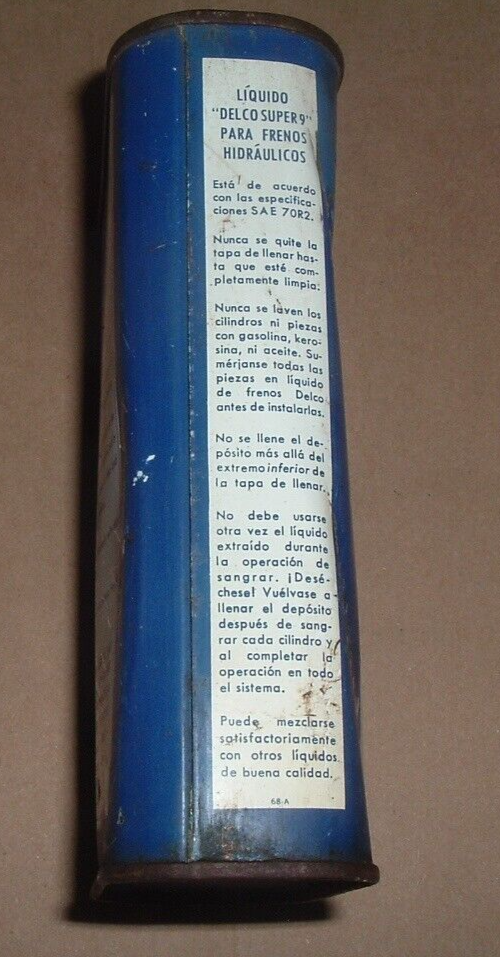 LÍQUIDO
"DELCO SUPER 9"
PARA FRENOS
HIDRÁULICOS
Está de acuerdo
con las especifica-
ciones SAE 70R2.
Nunca se quite la
tapa de llenar has-
ta que esté com-
pletamente limpia.
Nunca se laven los
cilindros ni piezas
con gasolina, kero-
sina, ni aceite. Su-
mérjanse todas las
piezas en líquido
de frenos Delco
antes de instalarlas.
No se llene el de-
pósito más allá del
extremo inferior de
la tapa de llenar.
No debe usarse
otra vez el líquido
extraído durante
la operación de
sangrar. ¡Desé-
chese! Vuélvase a
llenar el depósito
después de sang-
rar cada cilindro y
al completar la
operación en todo
el sistema.
Puede mezclarse
satisfactoriamente
con otros líquidos
de buena calidad.
68-A